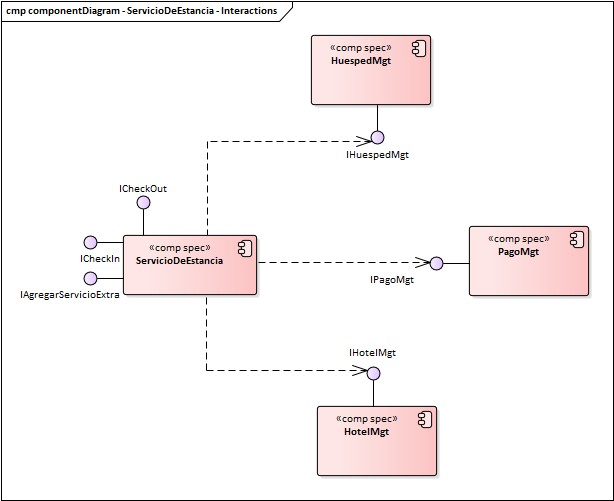 cmp componentDiagram - ServicioDeEstancia - Interactions
«comp spec»
HuespedMgt
IHuespedMgt
ICheckOut
ICheckIn
IAgregarServicioExtra
«comp spec»
ServicioDeEstancia
«comp spec»
PagoMgt
IPagoMgt
IHotelMgt
«comp spec»
HotelMgt